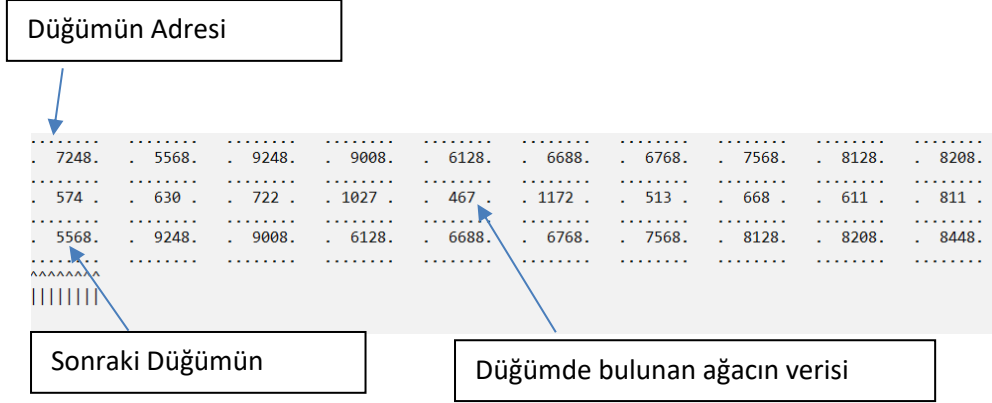 Düğümün Adresi
........ ........ ........ ........ ........ ........ ........ ........ ........ ........
. 7248. . 5568. . 9248. . 9008. . 6128. . 6688. . 6768. . 7568. . 8128. . 8208.
........ ........ ........ ........ ........ ........ ........ ........ ........ ........
. 574 . . 630 . . 722 . . 1027 . . 467 . . 1172 . . 513 . . 668 . . 611 . . 811 .
........ ........ ........ ........ ........ ........ ........ ........ ........ ........
. 5568. . 9248. . 9008. . 6128. . 6688. . 6768. . 7568. . 8128. . 8208. . 8448.
........ ........ ........ ........ ........ ........ ........ ........ ........ ........
^^^^^^^^
||||||||
Sonraki Düğümün
Düğümde bulunan ağacın verisi